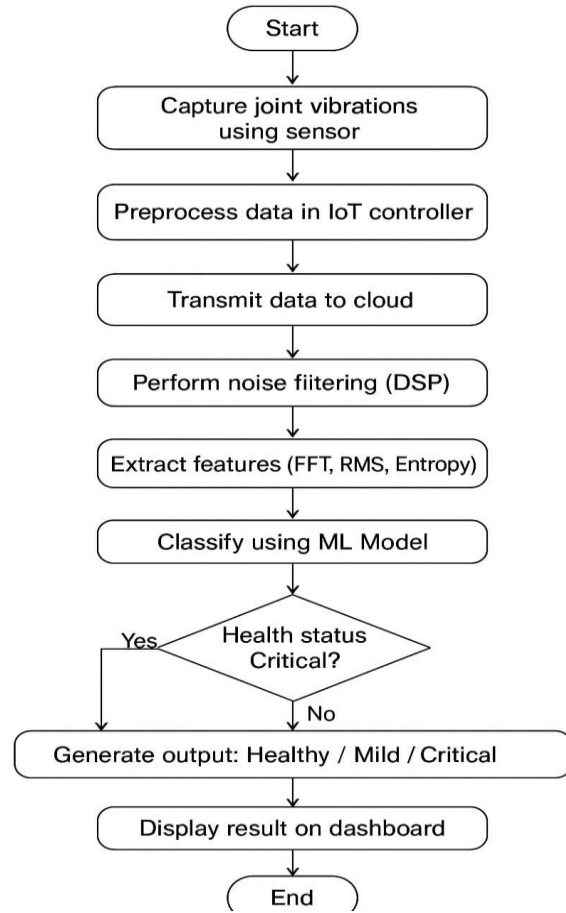 Start
Capture joint vibrations
using sensor
Preprocess data in IoT controller
Transmit data to cloud
Perform noise fiitering (DSP)
Extract features (FFT, RMS, Entropy)
Classify using ML Model
Health status
Critical?
Yes
No
Generate output: Healthy / Mild / Critical
Display result on dashboard
End